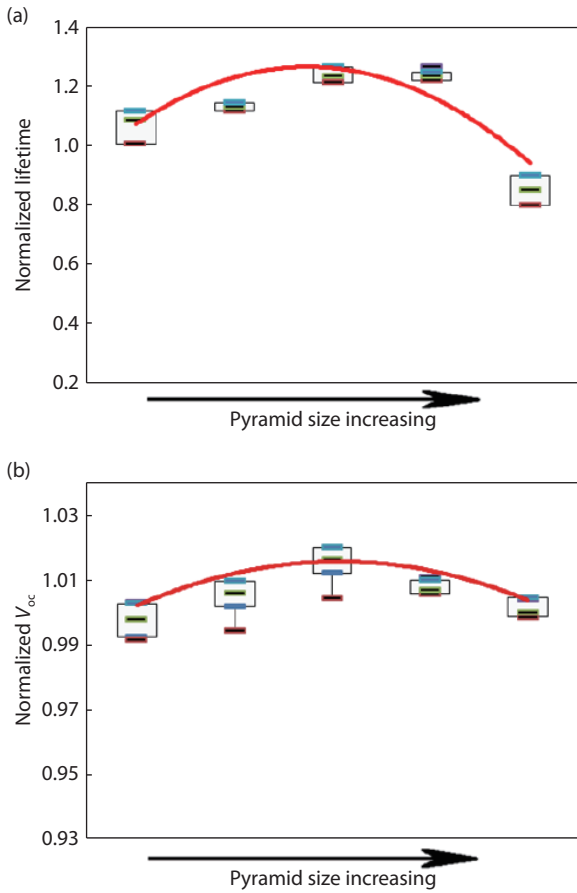 (a)
1.4
1.2
1.0
0.8
0.6
0.4
0.2
Normalized lifetime
Pyramid size increasing
(b)
1.03
1.01
0.99
0.97
0.95
0.93
Normalized Voc
Pyramid size increasing